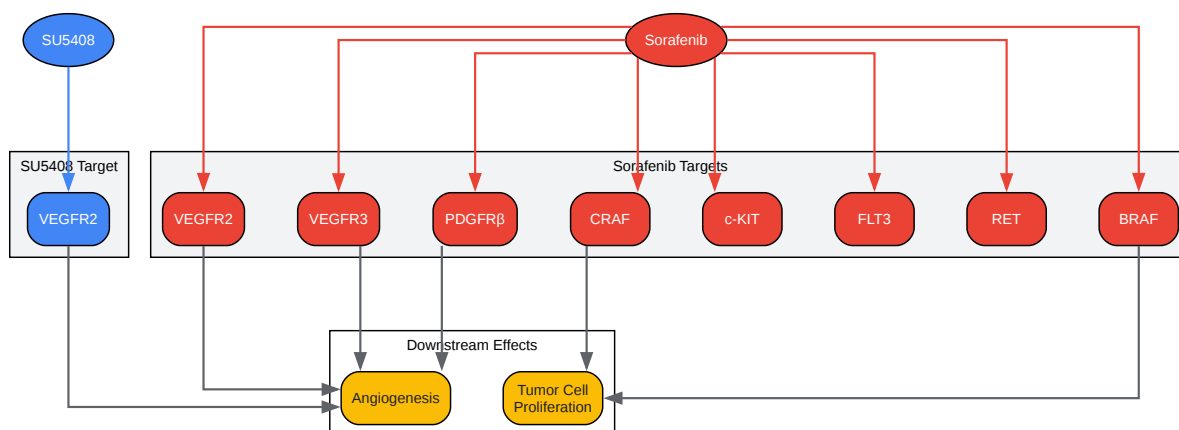 SU5408
Sorafenib
SU5408 Target
Sorafenib Targets
VEGFR2
VEGFR2
VEGFR3
PDGFRβ
CRAF
c-KIT
FLT3
RET
BRAF
Downstream Effects
Angiogenesis
Tumor Cell
Proliferation